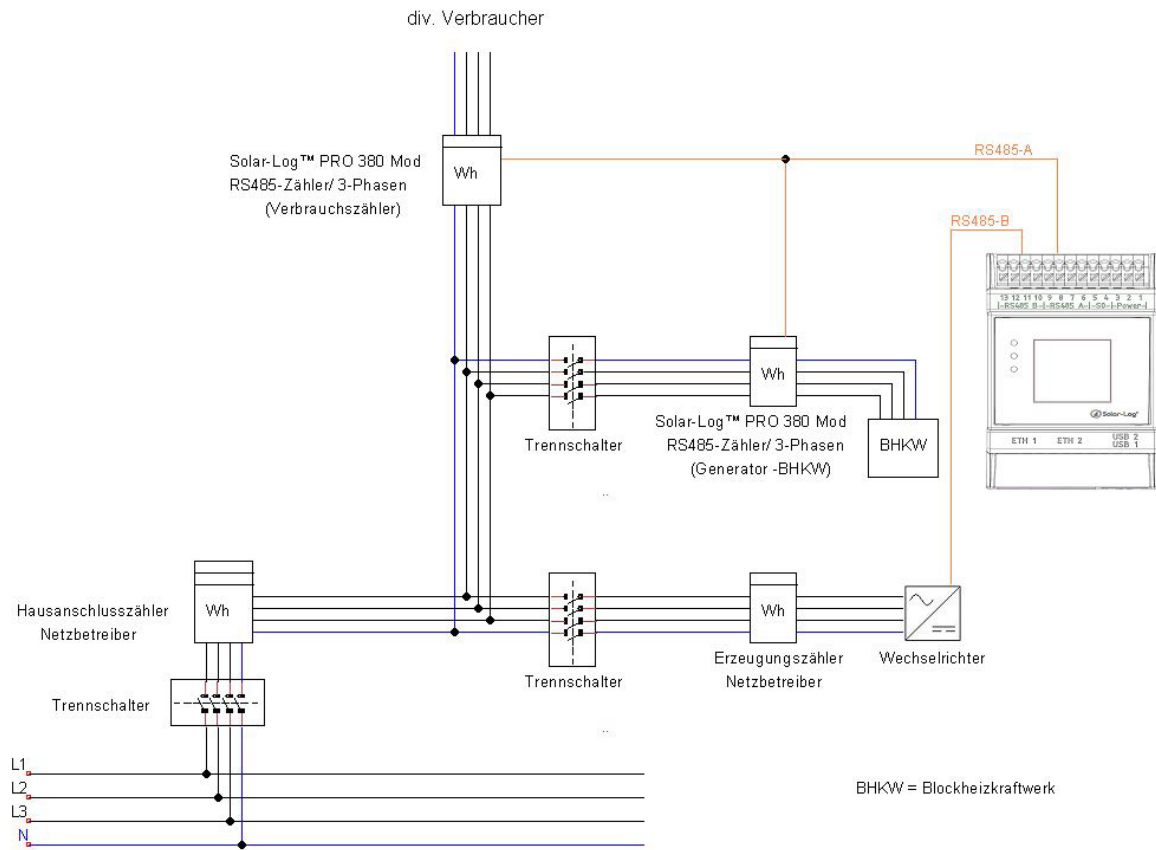 div. Verbraucher
Solar-Log™ PRO 380 Mod
RS485-Zähler/ 3-Phasen
(Verbrauchszähler)
Wh
RS485-A
RS485-B
13 12 11 10 9 8 7 6 5 4 3 2 1
|-RS485 B-|-RS485 A-|-S0-|-Power-|
Solar-Log®
ETH 1 ETH 2 USB 2
USB 1
Wh
Trennschalter
Solar-Log™ PRO 380 Mod
RS485-Zähler/ 3-Phasen
(Generator -BHKW)
BHKW
..
Hausanschlusszähler
Netzbetreiber
Wh
Trennschalter
Wh
Erzeugungszähler
Netzbetreiber
Wechselrichter
Trennschalter
..
L1
L2
L3
N
BHKW = Blockheizkraftwerk